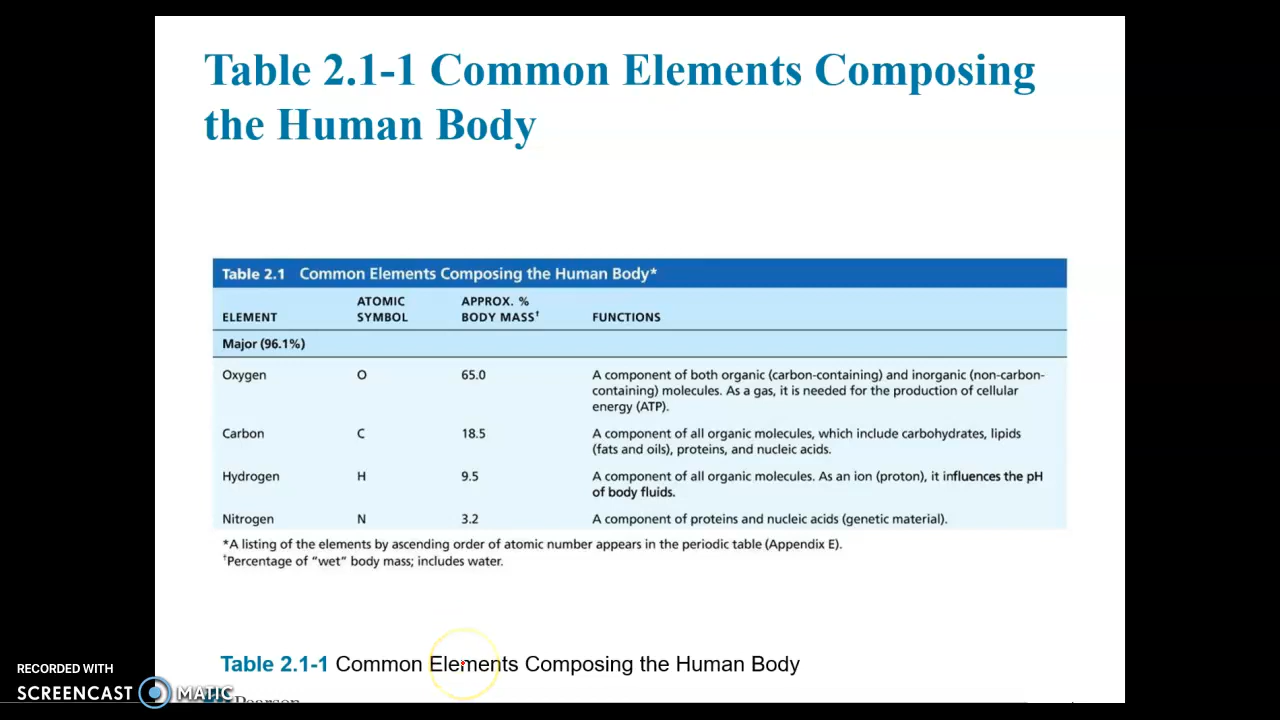 Table 2.1-1 Common Elements Composing
the Human Body
Table 2.1 Common Elements Composing the Human Body*
ELEMENT ATOMIC SYMBOL APPROX. % BODY MASS† FUNCTIONS
Major (96.1%)
Oxygen O 65.0 A component of both organic (carbon-containing) and inorganic (non-carbon-
containing) molecules. As a gas, it is needed for the production of cellular
energy (ATP).
Carbon C 18.5 A component of all organic molecules, which include carbohydrates, lipids
(fats and oils), proteins, and nucleic acids.
Hydrogen H 9.5 A component of all organic molecules. As an ion (proton), it influences the pH
of body fluids.
Nitrogen N 3.2 A component of proteins and nucleic acids (genetic material).
*A listing of the elements by ascending order of atomic number appears in the periodic table (Appendix E).
†Percentage of “wet” body mass; includes water.
Table 2.1-1 Common Elements Composing the Human Body
RECORDED WITH
SCREENCAST MATIC
Pearson